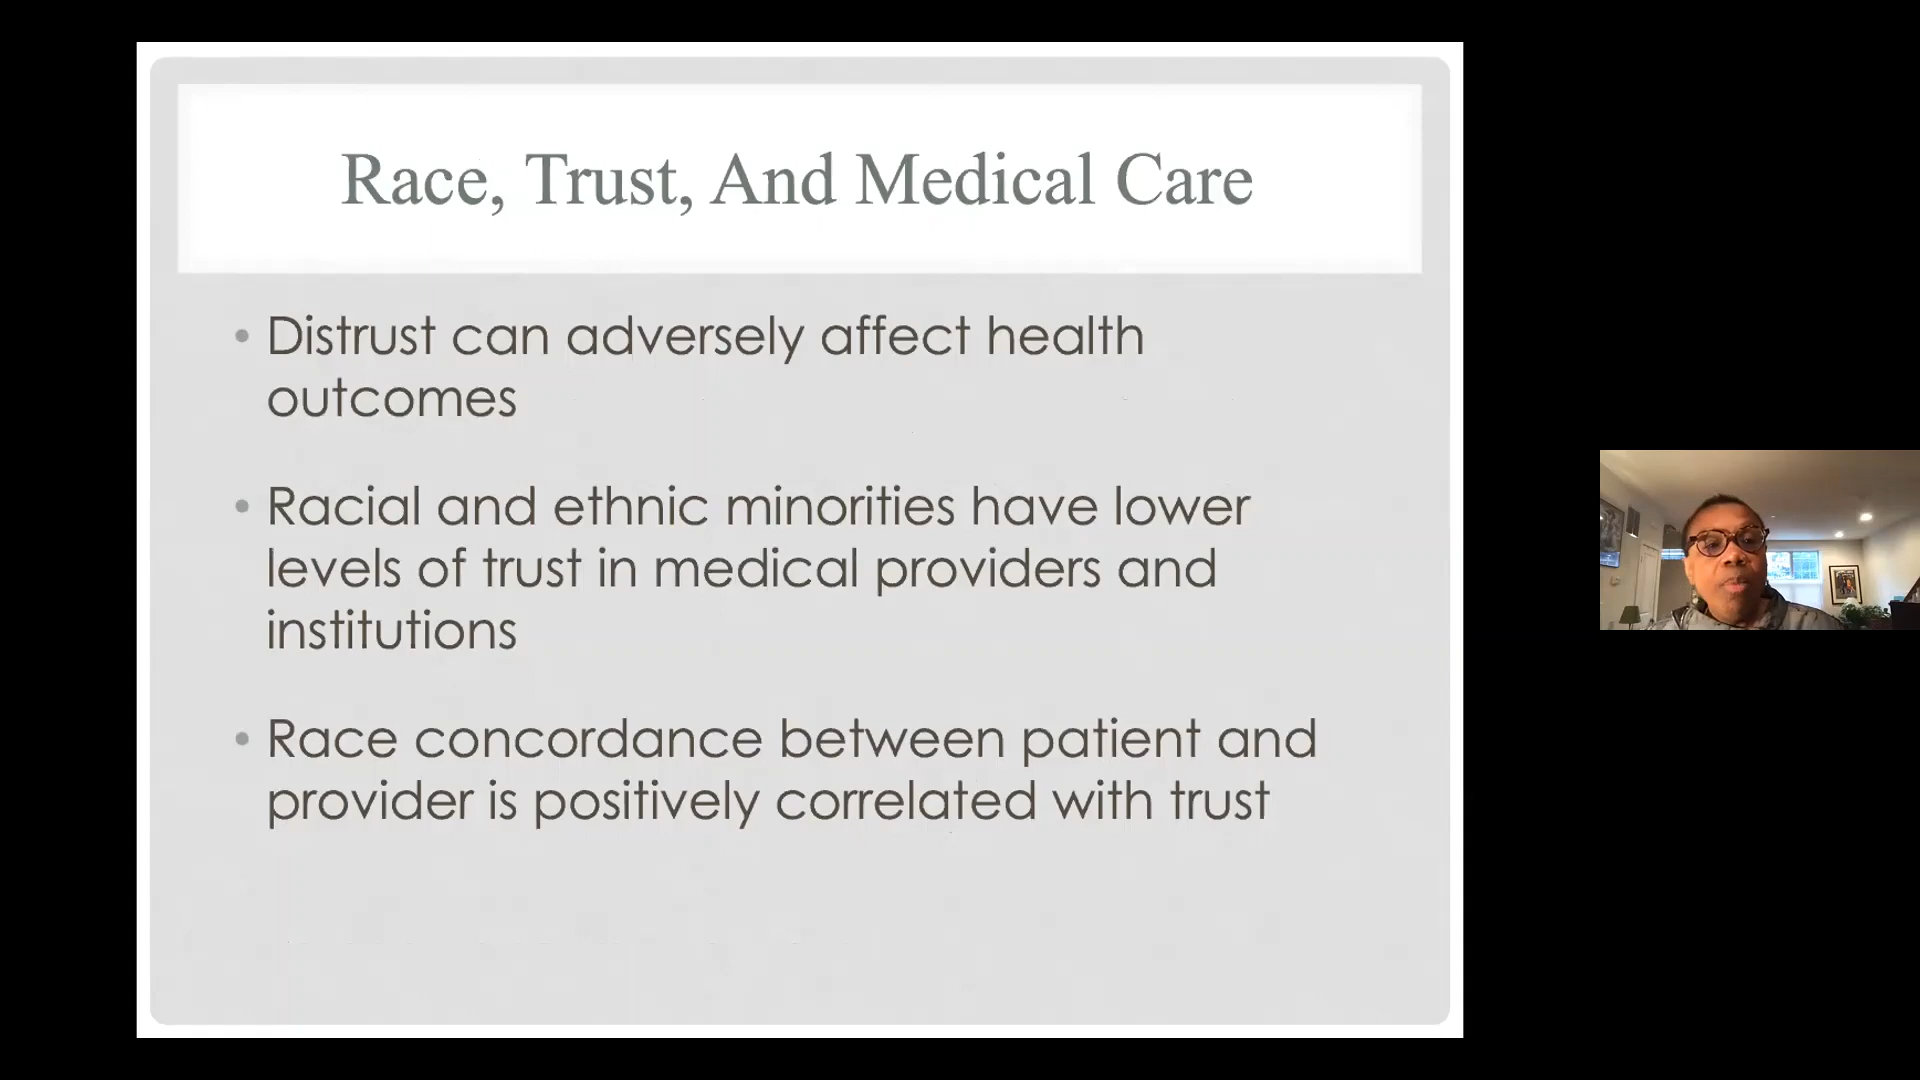 Race, Trust, And Medical Care
• Distrust can adversely affect health
outcomes
• Racial and ethnic minorities have lower
levels of trust in medical providers and
institutions
• Race concordance between patient and
provider is positively correlated with trust